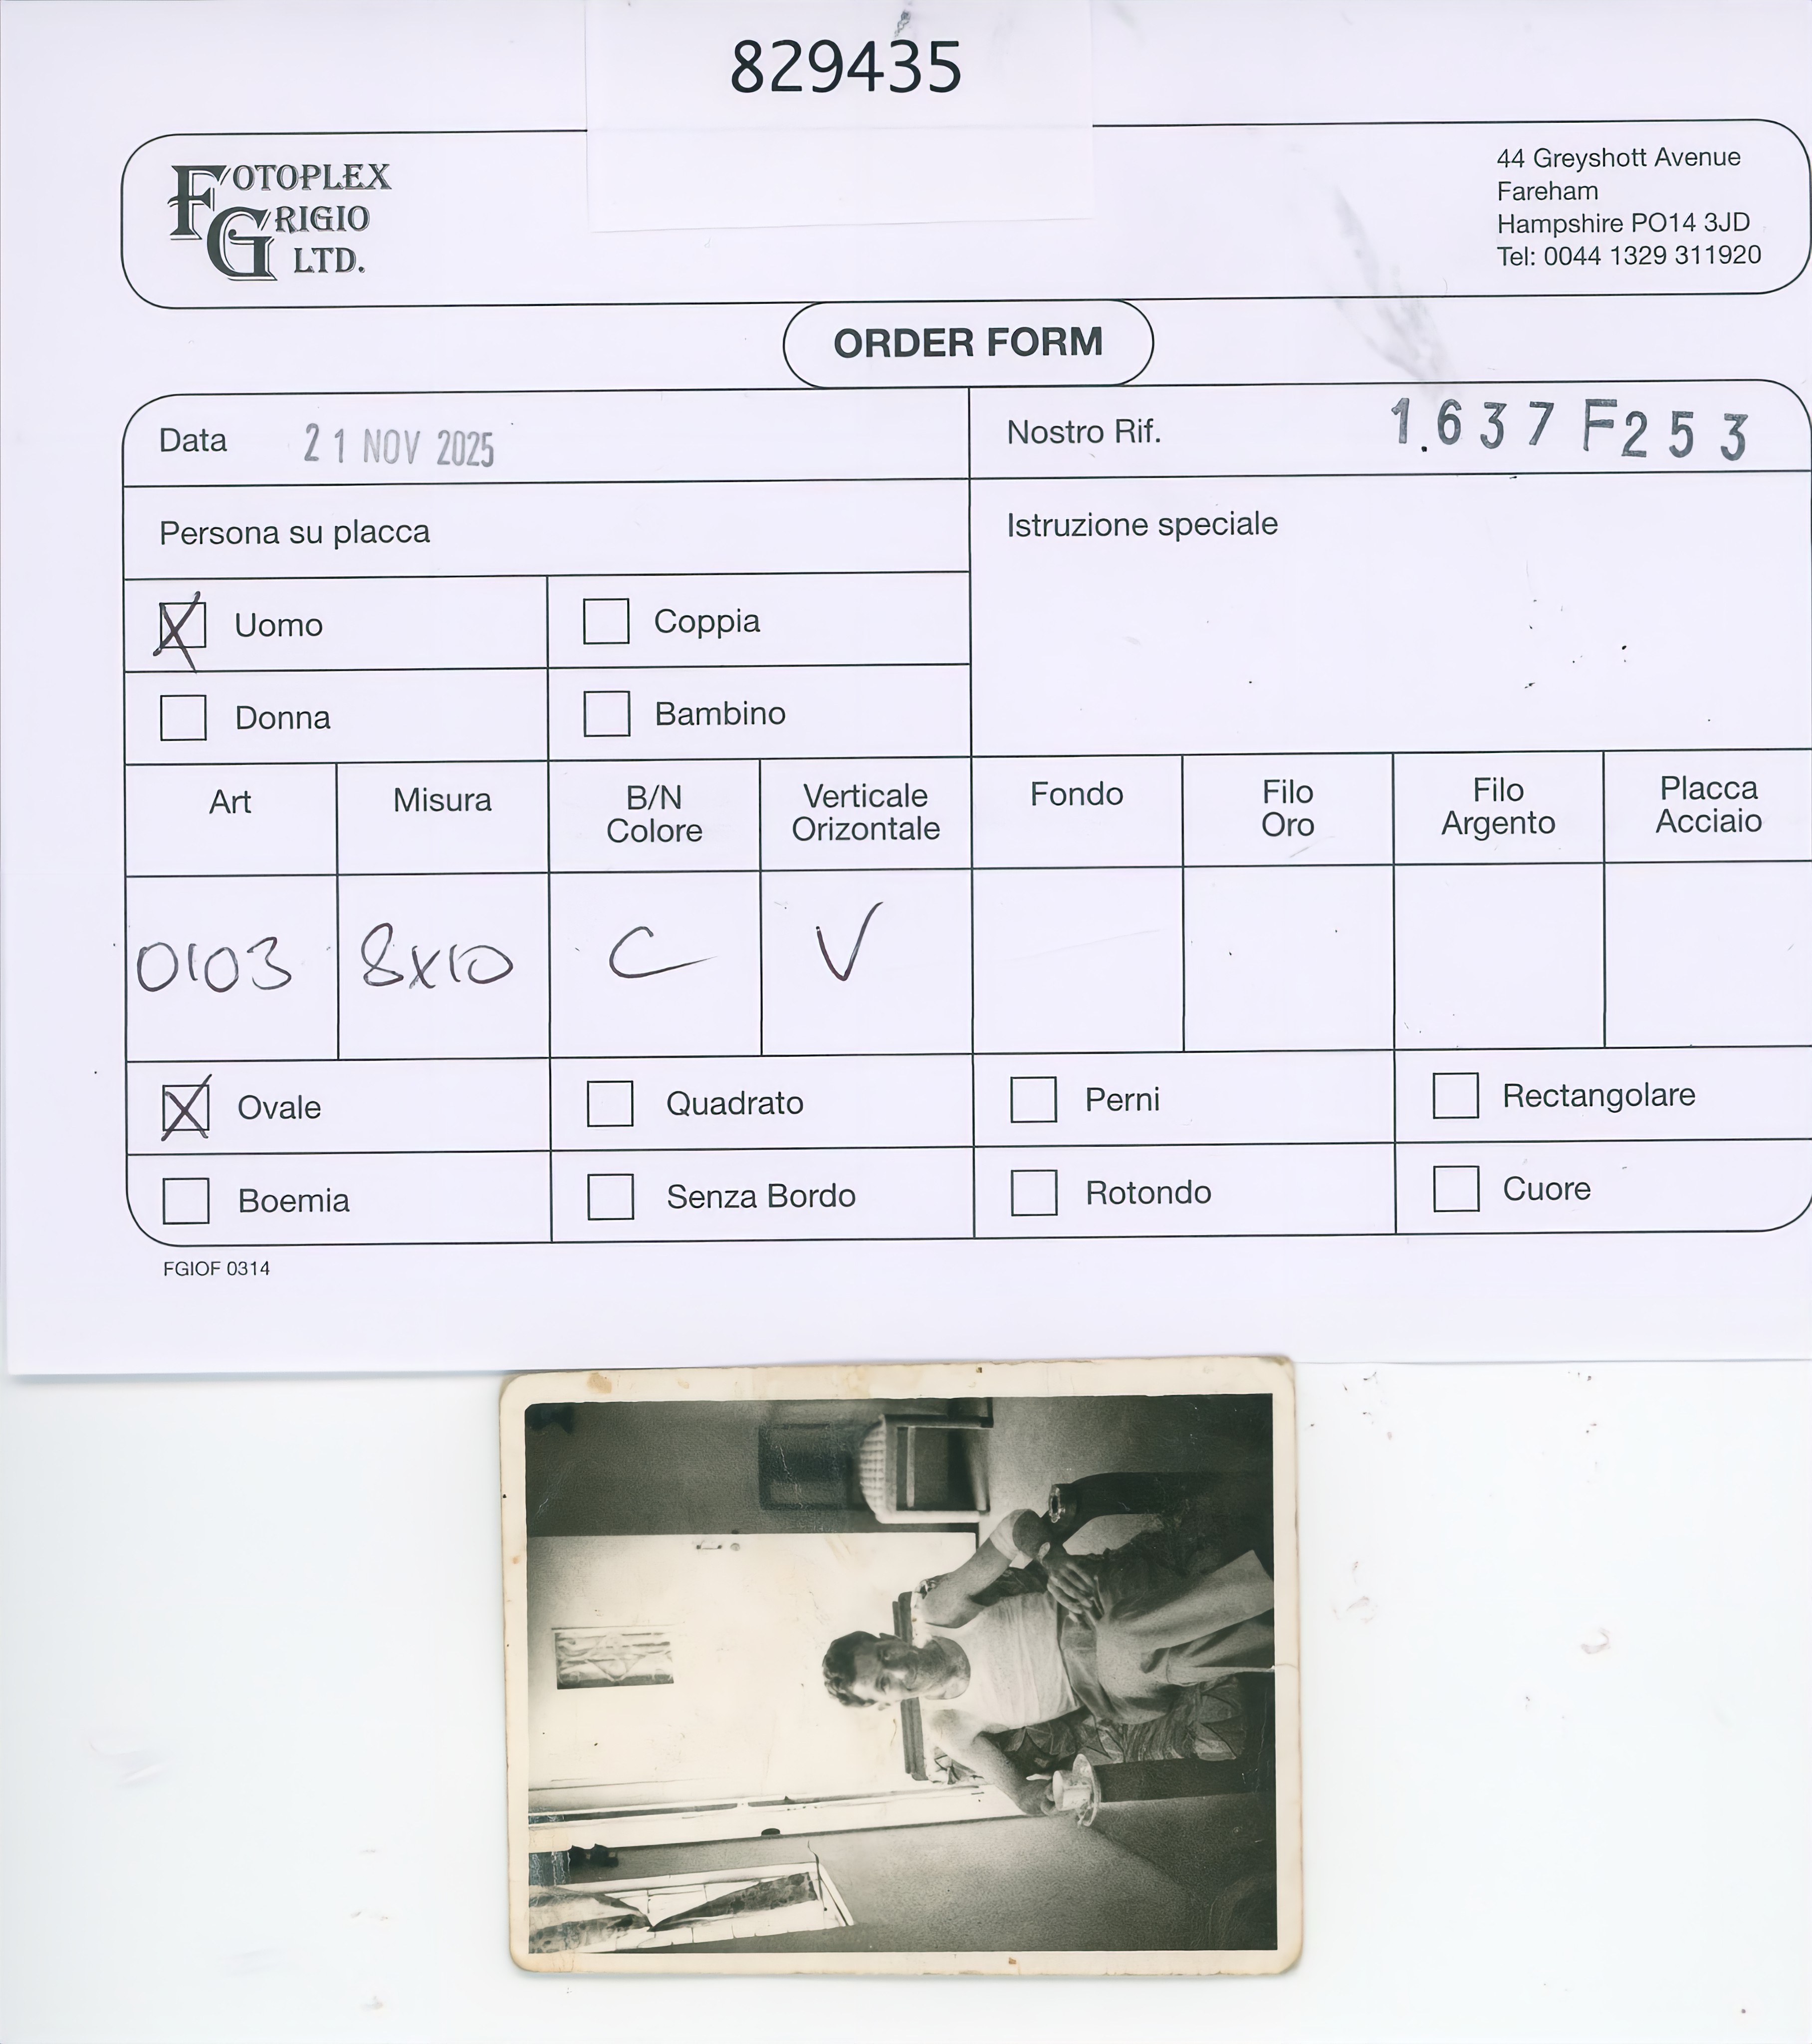 829435
FOTOPLEX
GRIGIO
LTD.
44 Greyshott Avenue
Fareham
Hampshire PO14 3JD
Tel: 0044 1329 311920
ORDER FORM
Data 21 NOV 2025
Nostro Rif. 1.637 F253
Persona su placca
Istruzione speciale
X Uomo
Coppia
Donna
Bambino
Art
Misura
B/N
Colore
Verticale
Orizontale
Fondo
Filo
Oro
Filo
Argento
Placca
Acciaio
0103
8x10
C
V
X Ovale
Quadrato
Perni
Rectangolare
Boemia
Senza Bordo
Rotondo
Cuore
FGIOF 0314